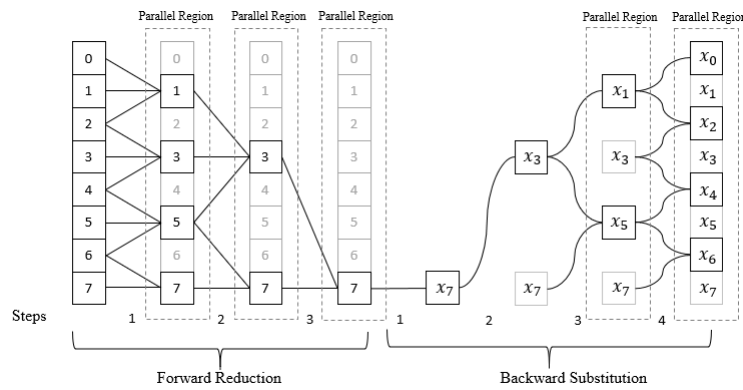 Parallel Region Parallel Region Parallel Region Parallel Region Parallel Region
0 0 0 0 x₀
1 1 1 1 x₁ x₁
2 2 2 2 x₂
3 3 3 3 x₃ x₃ x₃
4 4 4 4 x₄
5 5 5 5 x₅ x₅
6 6 6 6 x₆
7 7 7 7 x₇ x₇ x₇ x₇
Steps 1 2 3 1 2 3 4
Forward Reduction Backward Substitution